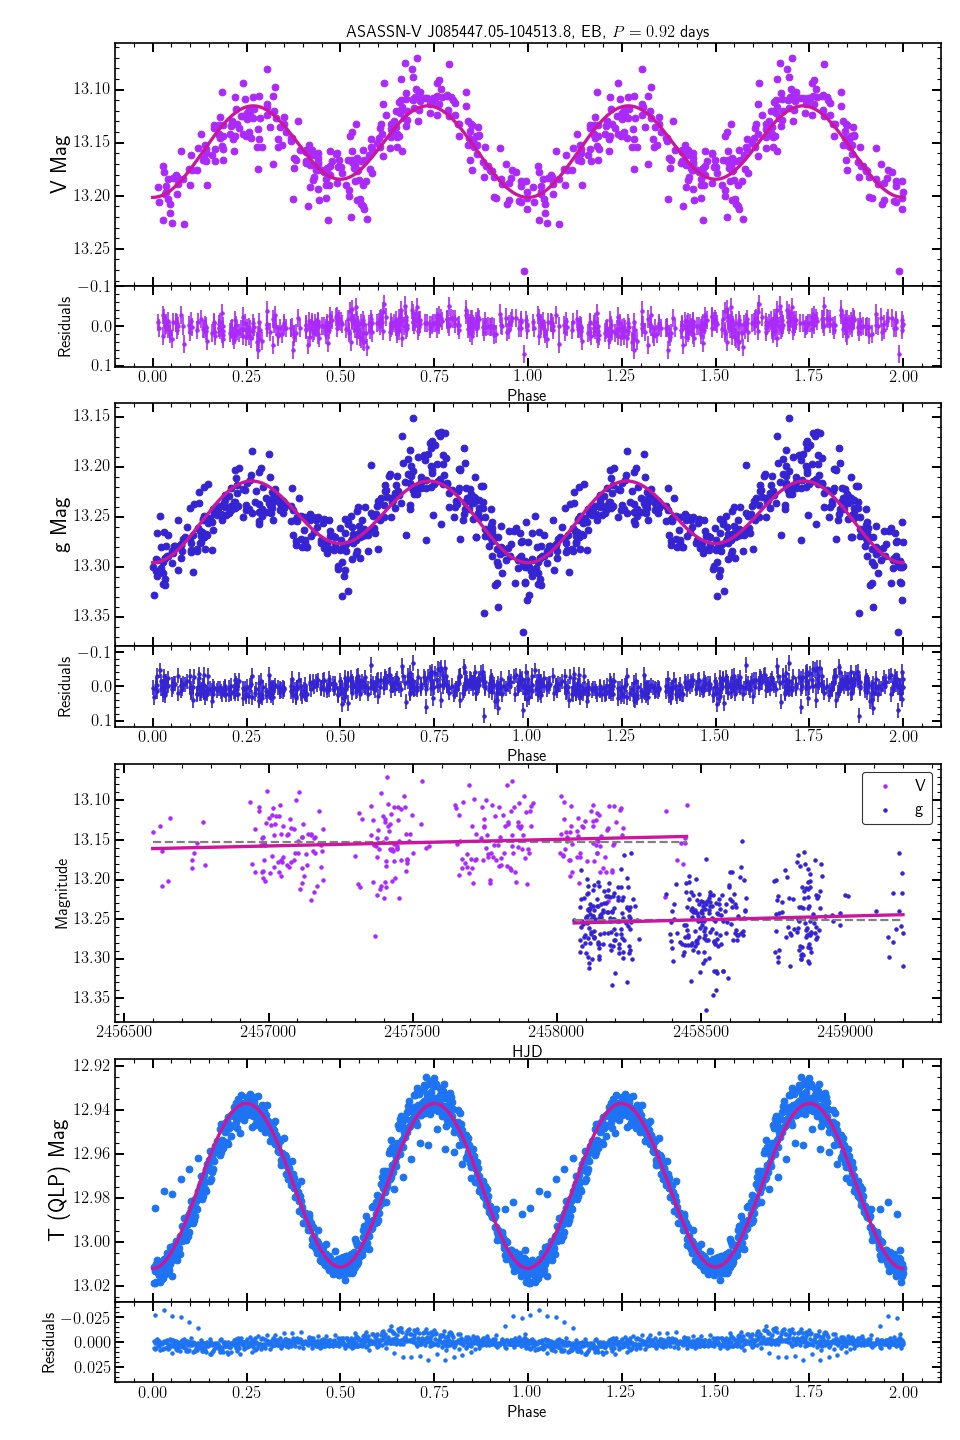 ASASSN-V J085447.05-104513.8, EB, P = 0.92 days
V Mag
13.10
13.15
13.20
13.25
Residuals
−0.1
0.0
0.1
0.00 0.25 0.50 0.75 1.00 1.25 1.50 1.75 2.00
Phase
g Mag
13.15
13.20
13.25
13.30
13.35
Residuals
−0.1
0.0
0.1
0.00 0.25 0.50 0.75 1.00 1.25 1.50 1.75 2.00
Phase
Magnitude
13.10
13.15
13.20
13.25
13.30
13.35
V
g
2456500 2457000 2457500 2458000 2458500 2459000
HJD
T (QLP) Mag
12.92
12.94
12.96
12.98
13.00
13.02
Residuals
−0.025
0.000
0.025
0.00 0.25 0.50 0.75 1.00 1.25 1.50 1.75 2.00
Phase